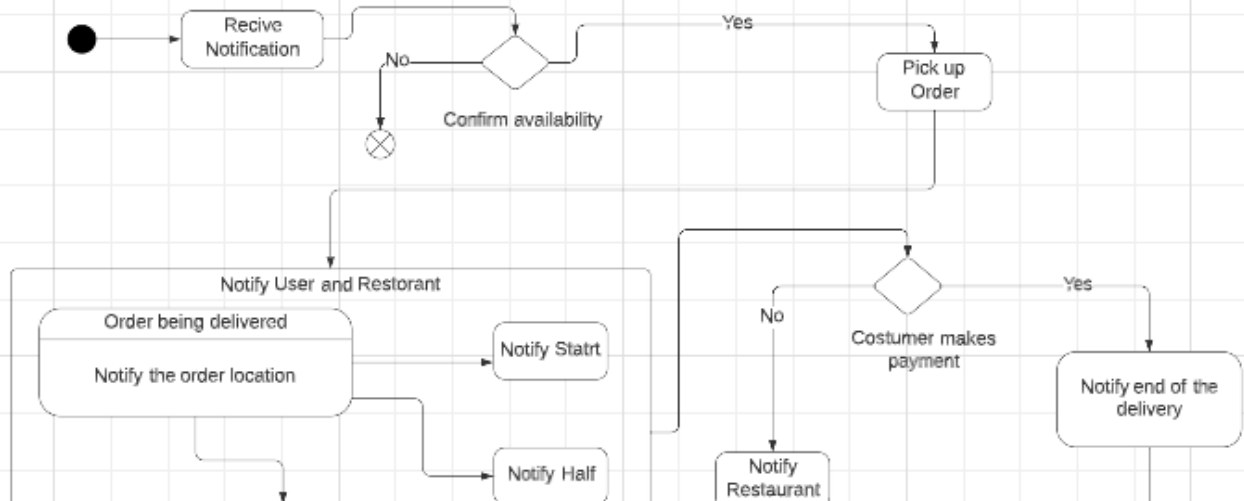 Recive
Notification
Yes
No
Pick up
Order
Confirm availability
Notify User and Restorant
Order being delivered
Notify the order location
Notify Statrt
Notify Half
No
Yes
Costumer makes
payment
Notify end of the
delivery
Notify
Restaurant